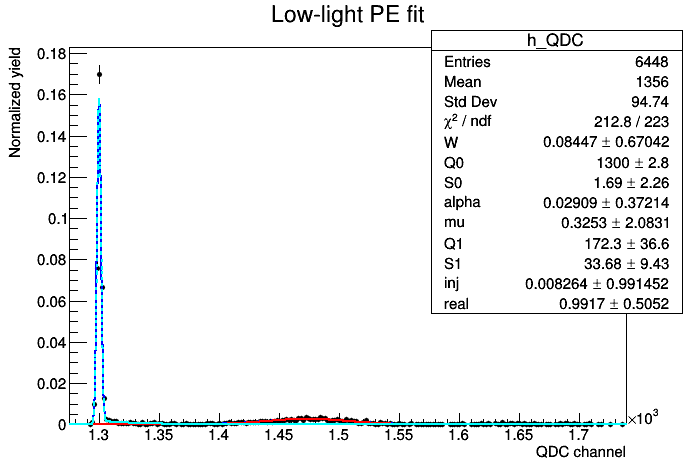 Low-light PE fit
h_QDC
Entries 6448
Mean 1356
Std Dev 94.74
χ² / ndf 212.8 / 223
W 0.08447 ± 0.67042
Q0 1300 ± 2.8
S0 1.69 ± 2.26
alpha 0.02909 ± 0.37214
mu 0.3253 ± 2.0831
Q1 172.3 ± 36.6
S1 33.68 ± 9.43
inj 0.008264 ± 0.991452
real 0.9917 ± 0.5052
Normalized yield
0.18
0.16
0.14
0.12
0.1
0.08
0.06
0.04
0.02
0
1.3 1.35 1.4 1.45 1.5 1.55 1.6 1.65 1.7
×10³
QDC channel